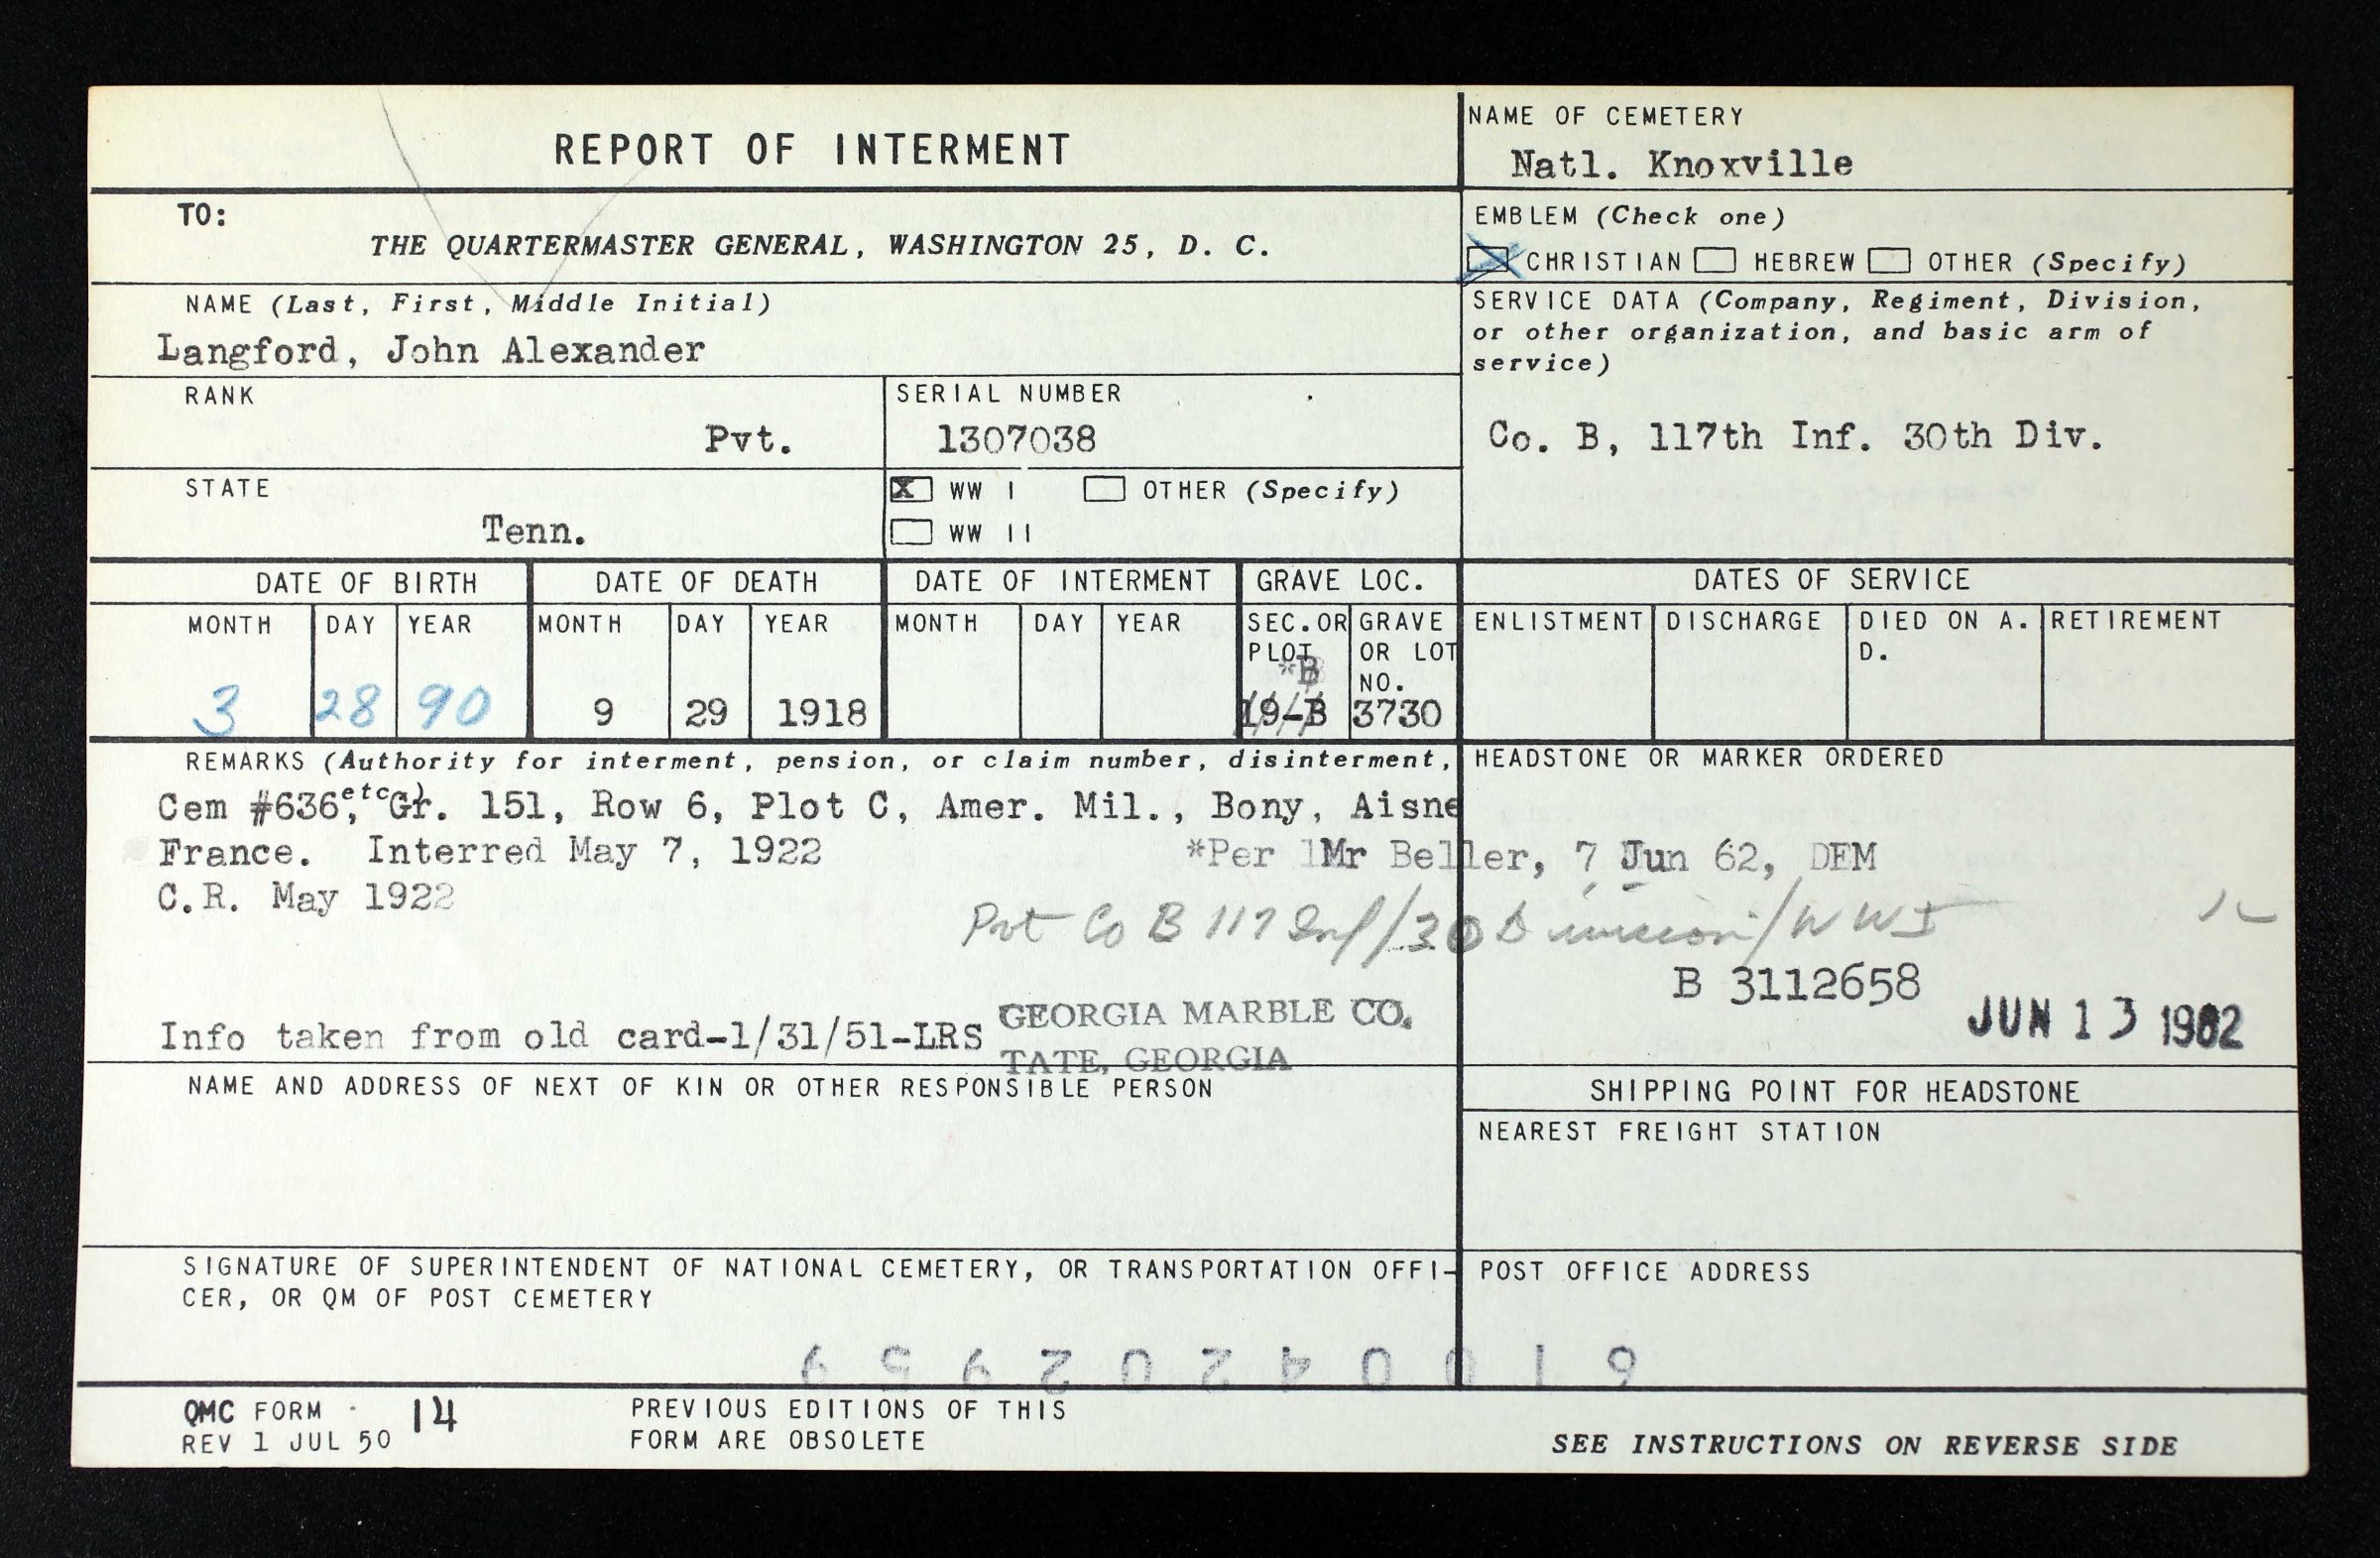 REPORT OF INTERMENT
NAME OF CEMETERY
Natl. Knoxville
TO:
THE QUARTERMASTER GENERAL, WASHINGTON 25, D. C.
EMBLEM (Check one)
CHRISTIAN HEBREW OTHER (Specify)
NAME (Last, First, Middle Initial)
Langford, John Alexander
SERVICE DATA (Company, Regiment, Division,
or other organization, and basic arm of
service)
Co. B, 117th Inf. 30th Div.
RANK
Pvt.
SERIAL NUMBER
1307038
STATE
Tenn.
X WW I OTHER (Specify)
WW II
DATE OF BIRTH DATE OF DEATH DATE OF INTERMENT GRAVE LOC. DATES OF SERVICE
MONTH DAY YEAR MONTH DAY YEAR MONTH DAY YEAR SEC. OR PLOT GRAVE OR LOT NO. ENLISTMENT DISCHARGE DIED ON A. D. RETIREMENT
*B
3 28 90 9 29 1918 19-B 3730
REMARKS (Authority for interment, pension, or claim number, disinterment,
etc.)
HEADSTONE OR MARKER ORDERED
Cem #636, Gr. 151, Row 6, Plot C, Amer. Mil., Bony, Aisne
France. Interred May 7, 1922 *Per Mr Beller, 7 Jun 62, DEM
C.R. May 1922
Pvt Co B 117 Inf/30 Division/WWI
B 3112658
JUN 13 1962
Info taken from old card-1/31/51-LRS
GEORGIA MARBLE CO.
TATE, GEORGIA
NAME AND ADDRESS OF NEXT OF KIN OR OTHER RESPONSIBLE PERSON
SHIPPING POINT FOR HEADSTONE
NEAREST FREIGHT STATION
SIGNATURE OF SUPERINTENDENT OF NATIONAL CEMETERY, OR TRANSPORTATION OFFI-
CER, OR QM OF POST CEMETERY
POST OFFICE ADDRESS
QMC FORM 14
REV 1 JUL 50
PREVIOUS EDITIONS OF THIS
FORM ARE OBSOLETE
SEE INSTRUCTIONS ON REVERSE SIDE